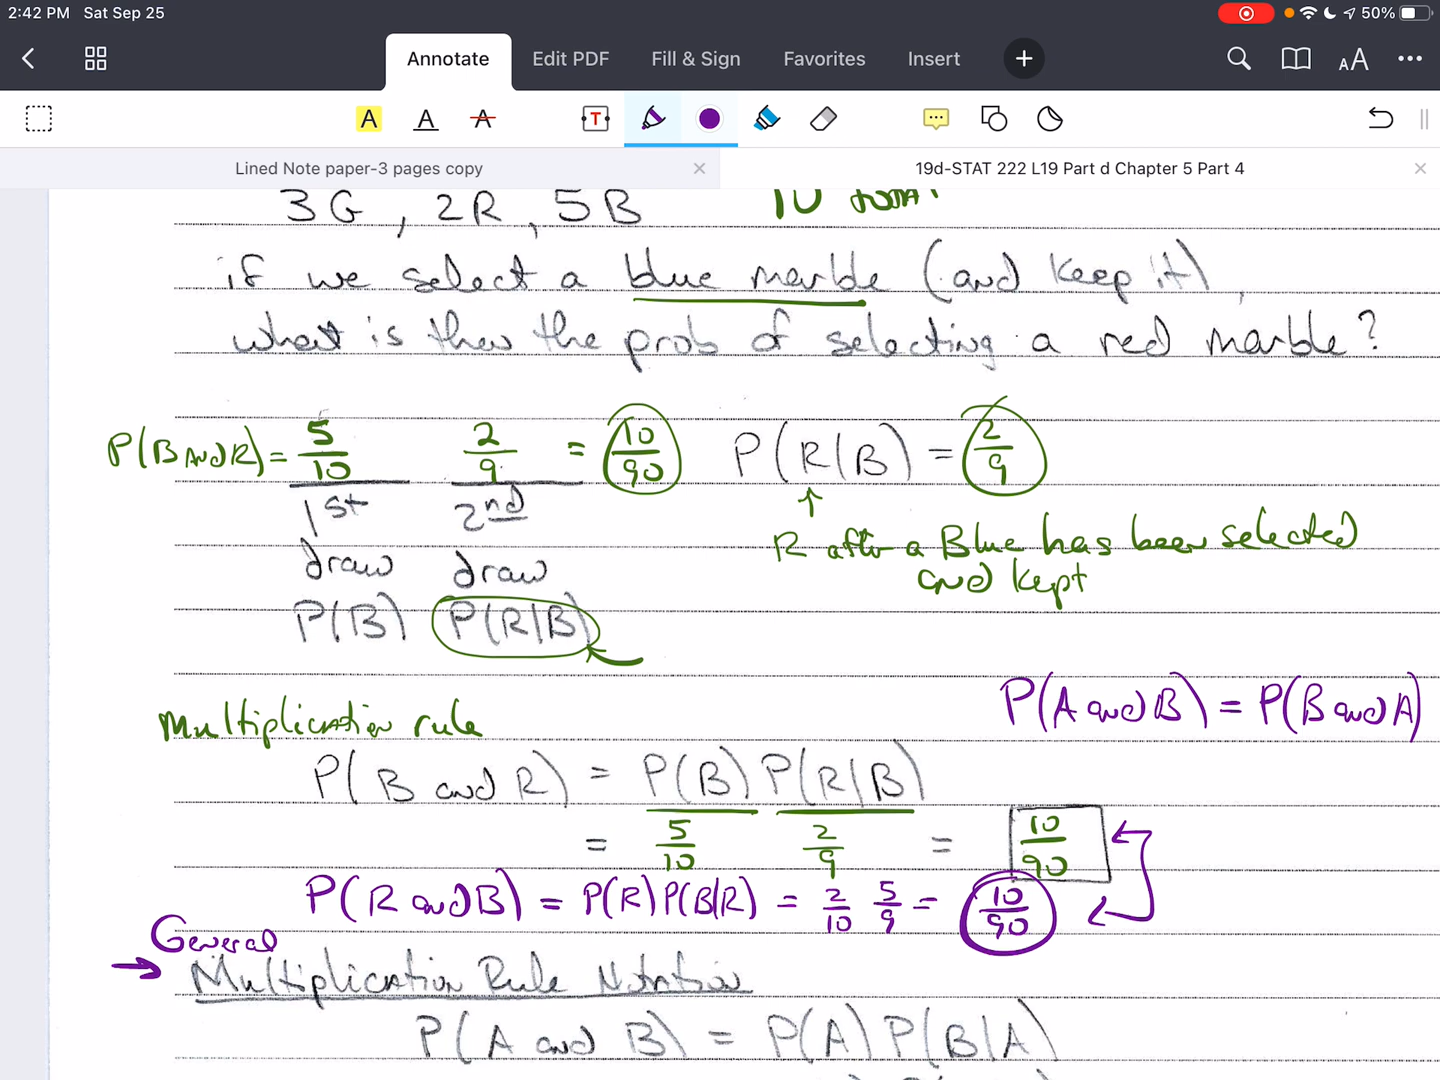 2:42 PM Sat Sep 25
50%
Annotate Edit PDF Fill & Sign Favorites Insert
Lined Note paper-3 pages copy
19d-STAT 222 L19 Part d Chapter 5 Part 4
3G, 2R, 5B 10 total
if we select a blue marble (and keep it),
what is then the prob of selecting a red marble?
P(B and R) = 5/10 2/9 = 10/90 P(R|B) = 2/9
1st 2nd
draw draw
R after a Blue has been selected
and kept
P(B) P(R|B)
P(A and B) = P(B and A)
Multiplication rule
P(B and R) = P(B) P(R|B)
= 5/10 2/9 = 10/90
P(R and B) = P(R) P(B|R) = 2/10 5/9 = 10/90
General
→ Multiplication Rule Notation
P(A and B) = P(A) P(B|A)